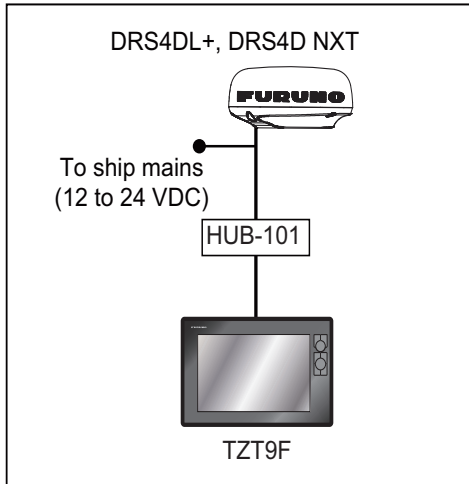 DRS4DL+, DRS4D NXT
FURUNO
To ship mains
(12 to 24 VDC)
HUB-101
TZT9F